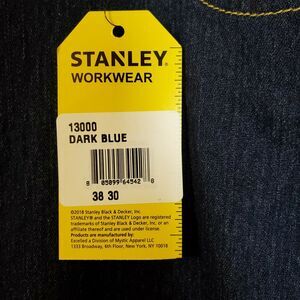 STANLEY
WORKWEAR
13000
DARK BLUE
8 05899 64542 8
38 30
©2018 Stanley Black & Decker, Inc.
STANLEY® and the STANLEY Logo are registered
trademarks of Stanley Black & Decker, Inc. or an
affiliate thereof and are used under license.
Products are manufactured by:
Excelled a Division of Mystic Apparel LLC
1333 Broadway, 6th Floor, New York, NY 10018